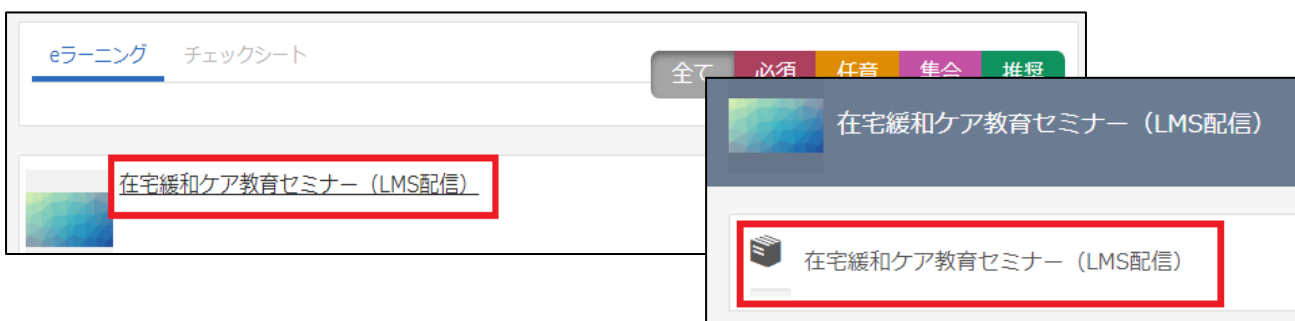 eラーニング チェックシート
全て 必須 任意 集合 推奨
在宅緩和ケア教育セミナー（LMS配信）
在宅緩和ケア教育セミナー（LMS配信）
在宅緩和ケア教育セミナー（LMS配信）